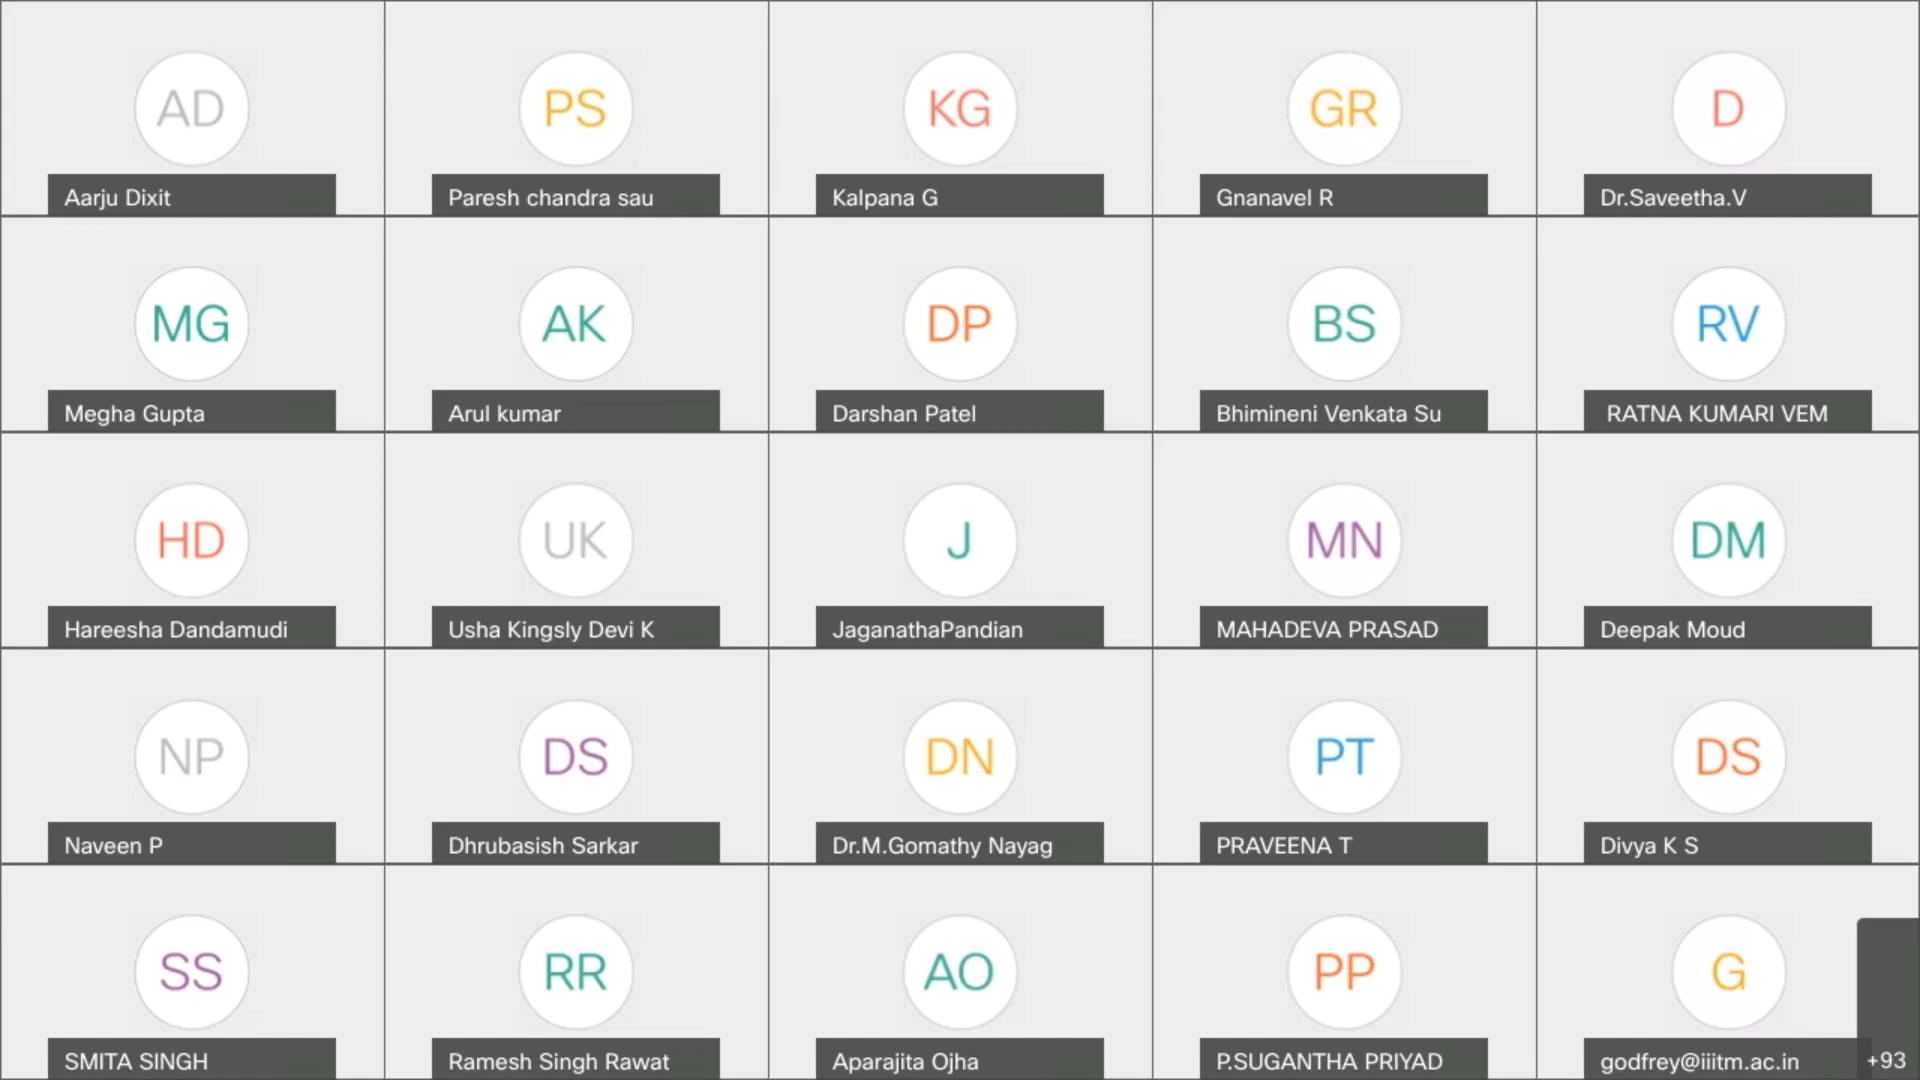 AD
Aarju Dixit
PS
Paresh chandra sau
KG
Kalpana G
GR
Gnanavel R
D
Dr.Saveetha.V
MG
Megha Gupta
AK
Arul kumar
DP
Darshan Patel
BS
Bhimineni Venkata Su
RV
RATNA KUMARI VEM
HD
Hareesha Dandamudi
UK
Usha Kingsly Devi K
J
JaganathaPandian
MN
MAHADEVA PRASAD
DM
Deepak Moud
NP
Naveen P
DS
Dhrubasish Sarkar
DN
Dr.M.Gomathy Nayag
PT
PRAVEENA T
DS
Divya K S
SS
SMITA SINGH
RR
Ramesh Singh Rawat
AO
Aparajita Ojha
PP
P.SUGANTHA PRIYAD
G
godfrey@iiitm.ac.in
+93